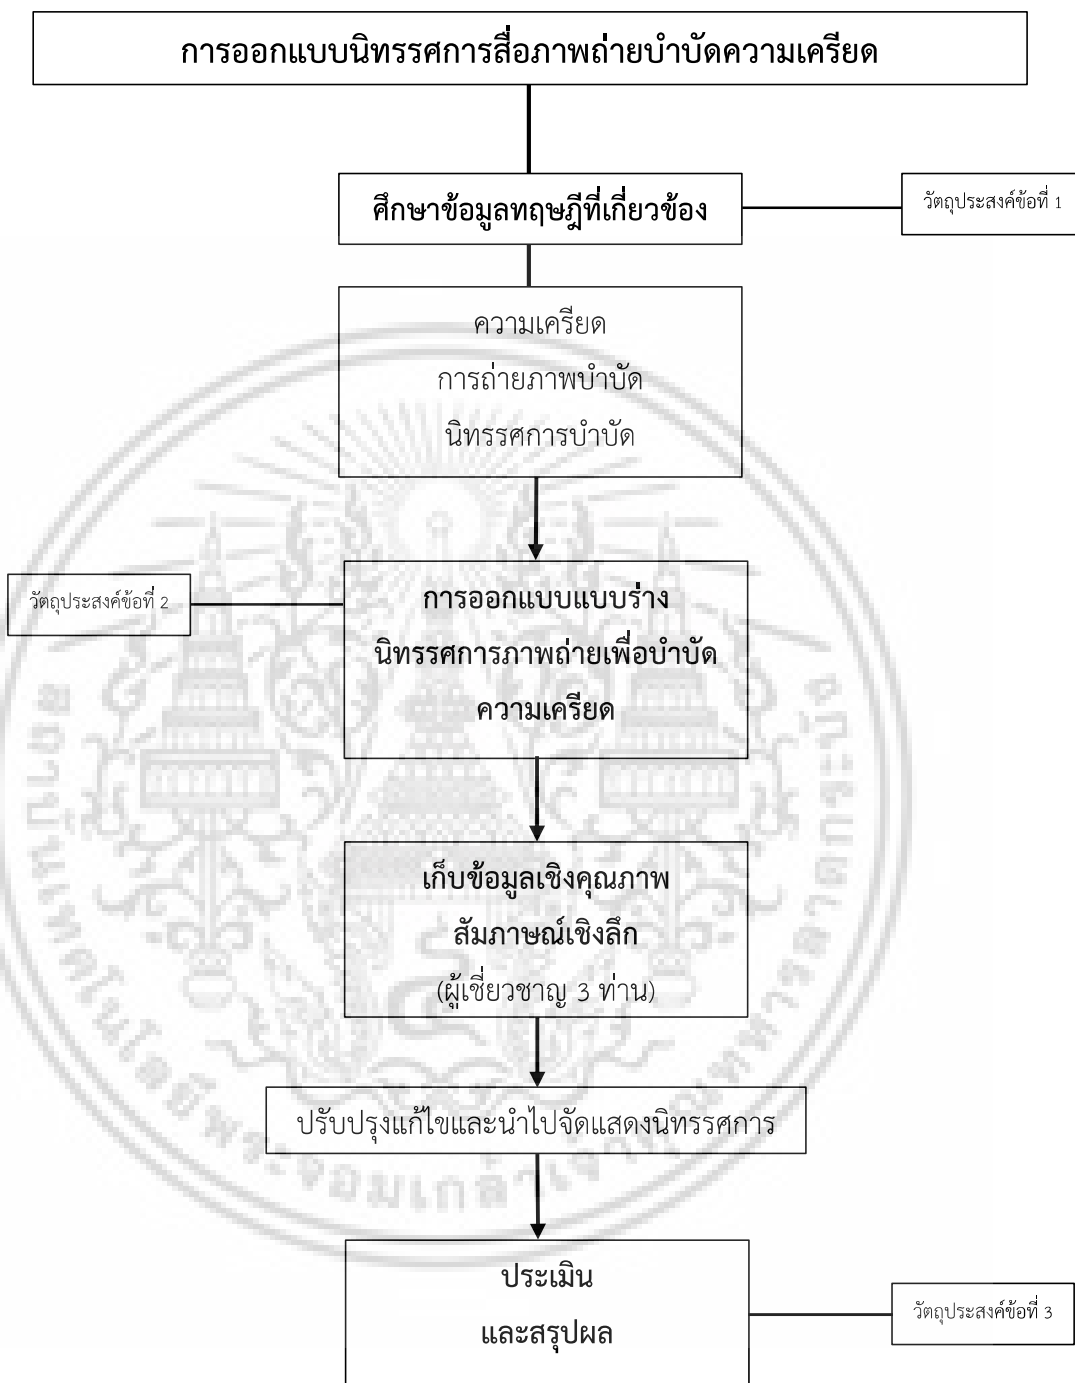 การออกแบบนิทรรศการสื่อภาพถ่ายบำบัดความเครียด
ศึกษาข้อมูลทฤษฎีที่เกี่ยวข้อง
วัตถุประสงค์ข้อที่ 1
ความเครียด
การถ่ายภาพบำบัด
นิทรรศการบำบัด
วัตถุประสงค์ข้อที่ 2
การออกแบบแบบร่าง
นิทรรศการภาพถ่ายเพื่อบำบัด
ความเครียด
เก็บข้อมูลเชิงคุณภาพ
สัมภาษณ์เชิงลึก
(ผู้เชี่ยวชาญ 3 ท่าน)
ปรับปรุงแก้ไขและนำไปจัดแสดงนิทรรศการ
ประเมิน
และสรุปผล
วัตถุประสงค์ข้อที่ 3